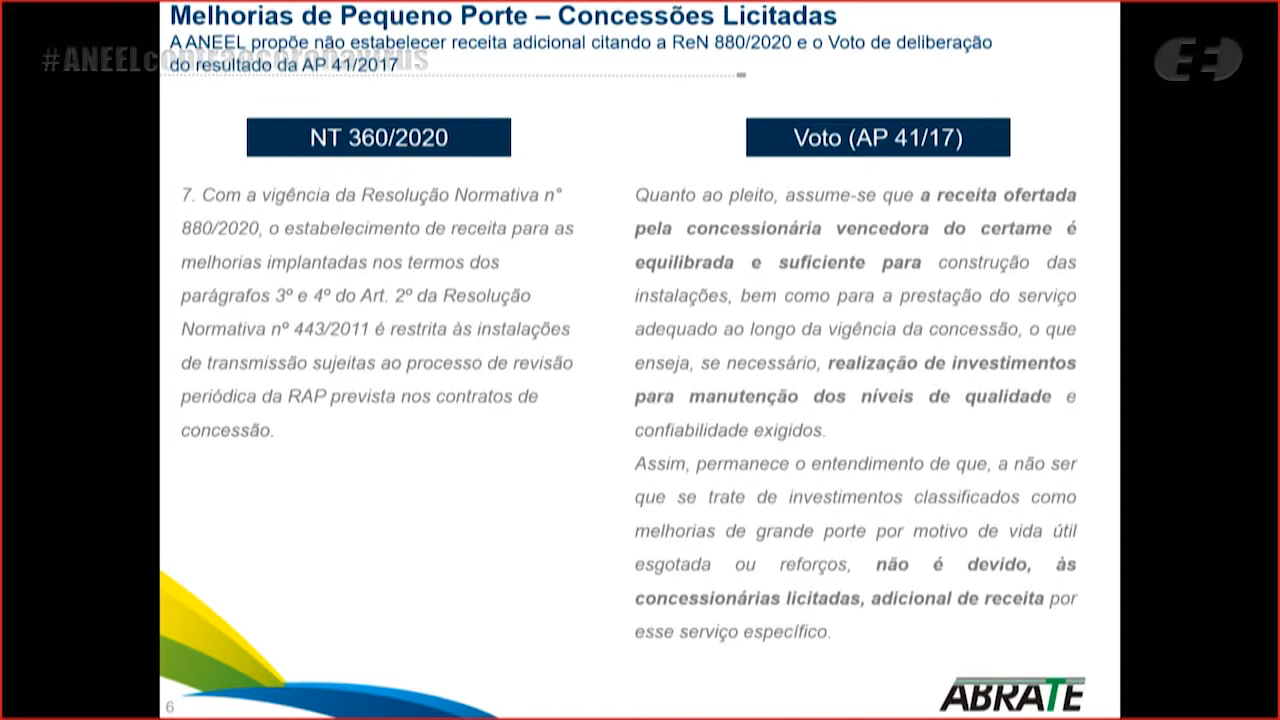 Melhorias de Pequeno Porte – Concessões Licitadas
A ANEEL propõe não estabelecer receita adicional citando a ReN 880/2020 e o Voto de deliberação
do resultado da AP 41/2017
#ANEELcontraocoronavírus
NT 360/2020
7. Com a vigência da Resolução Normativa n°
880/2020, o estabelecimento de receita para as
melhorias implantadas nos termos dos
parágrafos 3º e 4º do Art. 2º da Resolução
Normativa nº 443/2011 é restrita às instalações
de transmissão sujeitas ao processo de revisão
periódica da RAP prevista nos contratos de
concessão.
Voto (AP 41/17)
Quanto ao pleito, assume-se que a receita ofertada
pela concessionária vencedora do certame é
equilibrada e suficiente para construção das
instalações, bem como para a prestação do serviço
adequado ao longo da vigência da concessão, o que
enseja, se necessário, realização de investimentos
para manutenção dos níveis de qualidade e
confiabilidade exigidos.
Assim, permanece o entendimento de que, a não ser
que se trate de investimentos classificados como
melhorias de grande porte por motivo de vida útil
esgotada ou reforços, não é devido, às
concessionárias licitadas, adicional de receita por
esse serviço específico.
6
ABRATE